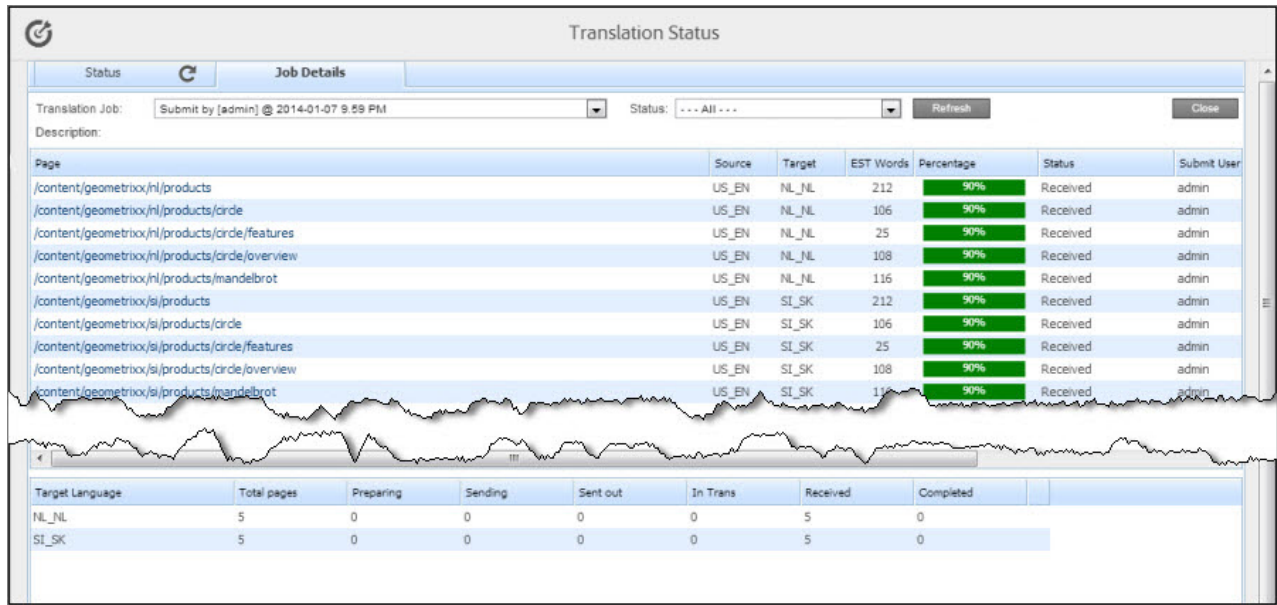 Translation Status
Status Job Details
Translation Job: Submit by [admin] @ 2014-01-07 9:59 PM Status: - - - All - - - Refresh Close
Description:
Page Source Target EST Words Percentage Status Submit User
/content/geometrixx/nl/products US_EN NL_NL 212 90% Received admin
/content/geometrixx/nl/products/circle US_EN NL_NL 106 90% Received admin
/content/geometrixx/nl/products/circle/features US_EN NL_NL 25 90% Received admin
/content/geometrixx/nl/products/circle/overview US_EN NL_NL 108 90% Received admin
/content/geometrixx/nl/products/mandelbrot US_EN NL_NL 116 90% Received admin
/content/geometrixx/si/products US_EN SI_SK 212 90% Received admin
/content/geometrixx/si/products/circle US_EN SI_SK 106 90% Received admin
/content/geometrixx/si/products/circle/features US_EN SI_SK 25 90% Received admin
/content/geometrixx/si/products/circle/overview US_EN SI_SK 108 90% Received admin
/content/geometrixx/si/products/mandelbrot US_EN SI_SK 90% Received admin
Target Language Total pages Preparing Sending Sent out In Trans Received Completed
NL_NL 5 0 0 0 0 5 0
SI_SK 5 0 0 0 0 5 0